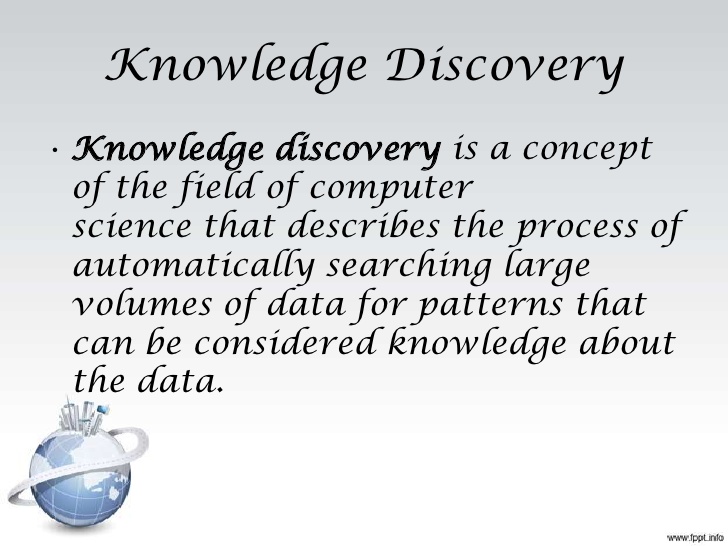 Knowledge Discovery
• Knowledge discovery is a concept
of the field of computer
science that describes the process of
automatically searching large
volumes of data for patterns that
can be considered knowledge about
the data.
www.fppt.info